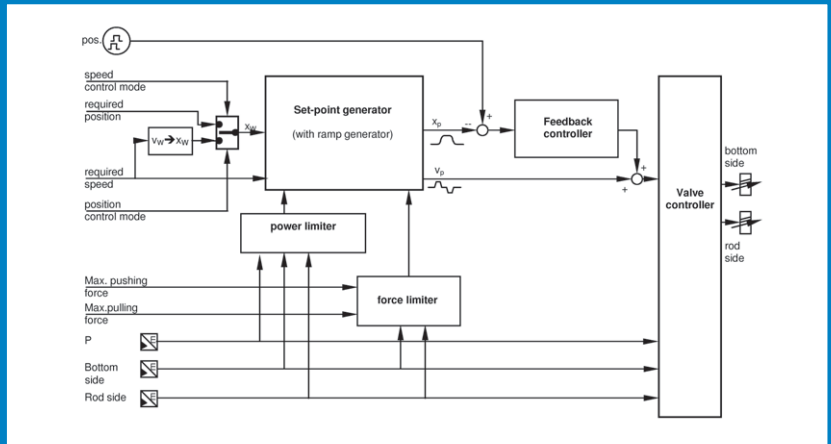 pos.
speed
control mode
required
position
vW→xW
xW
required
speed
position
control mode
Set-point generator
(with ramp generator)
xp
--
+
vp
Feedback
controller
+
+
Valve
controller
bottom
side
rod
side
power limiter
Max. pushing
force
Max.pulling
force
force limiter
P
E
Bottom
side
E
Rod side
E